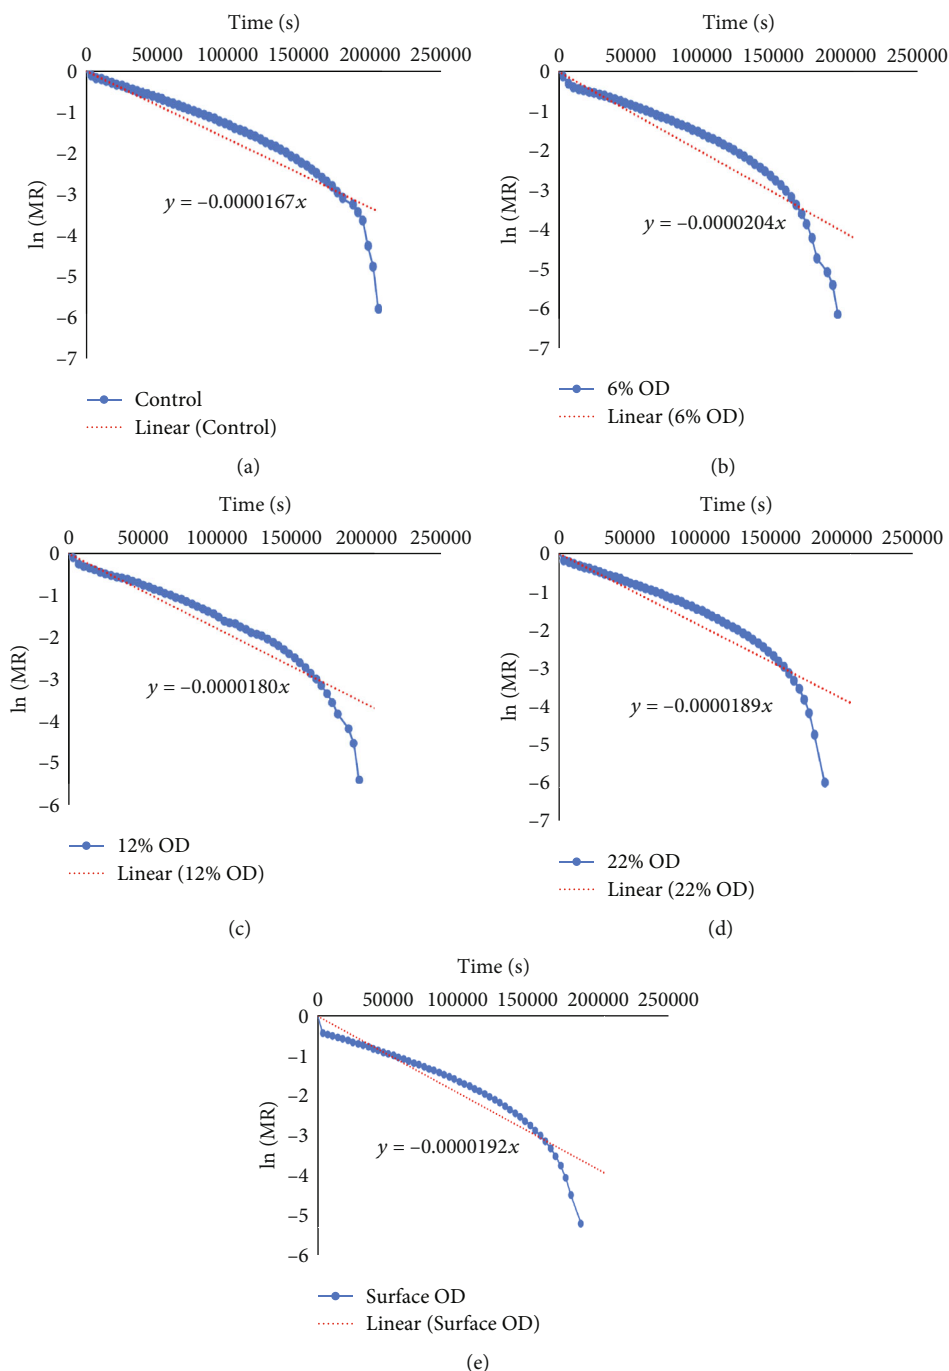 Time (s)
0 50000 100000 150000 200000 250000
0
−1
−2
−3
−4
−5
−6
−7
ln (MR)
y = −0.0000167x
Control
Linear (Control)
(a)
Time (s)
0 50000 100000 150000 200000 250000
0
−1
−2
−3
−4
−5
−6
−7
ln (MR)
y = −0.0000204x
6% OD
Linear (6% OD)
(b)
Time (s)
0 50000 100000 150000 200000 250000
0
−1
−2
−3
−4
−5
−6
ln (MR)
y = −0.0000180x
12% OD
Linear (12% OD)
(c)
Time (s)
0 50000 100000 150000 200000 250000
0
−1
−2
−3
−4
−5
−6
−7
ln (MR)
y = −0.0000189x
22% OD
Linear (22% OD)
(d)
Time (s)
0 50000 100000 150000 200000 250000
0
−1
−2
−3
−4
−5
−6
ln (MR)
y = −0.0000192x
Surface OD
Linear (Surface OD)
(e)